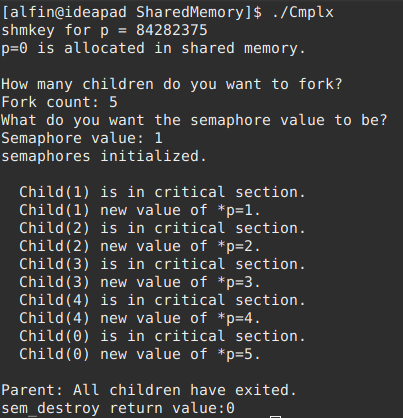 [alfin@ideapad SharedMemory]$ ./Cmplx
shmkey for p = 84282375
p=0 is allocated in shared memory.

How many children do you want to fork?
Fork count: 5
What do you want the semaphore value to be?
Semaphore value: 1
semaphores initialized.

  Child(1) is in critical section.
  Child(1) new value of *p=1.
  Child(2) is in critical section.
  Child(2) new value of *p=2.
  Child(3) is in critical section.
  Child(3) new value of *p=3.
  Child(4) is in critical section.
  Child(4) new value of *p=4.
  Child(0) is in critical section.
  Child(0) new value of *p=5.

Parent: All children have exited.
sem_destroy return value:0